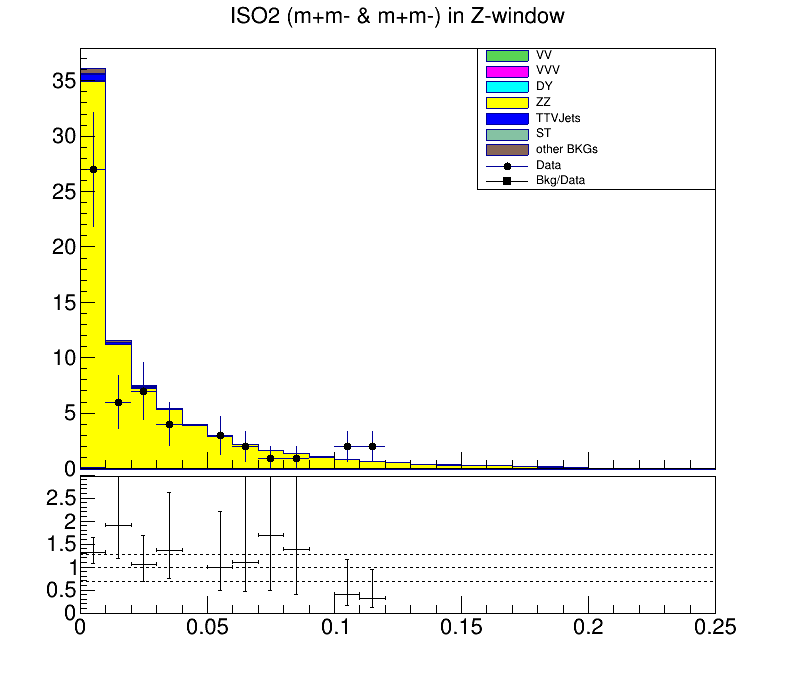 ISO2 (m+m- & m+m-) in Z-window
VV
VVV
DY
ZZ
TTVJets
ST
other BKGs
Data
Bkg/Data
35
30
25
20
15
10
5
0
2.5
2
1.5
1
0.5
0
0 0.05 0.1 0.15 0.2 0.25